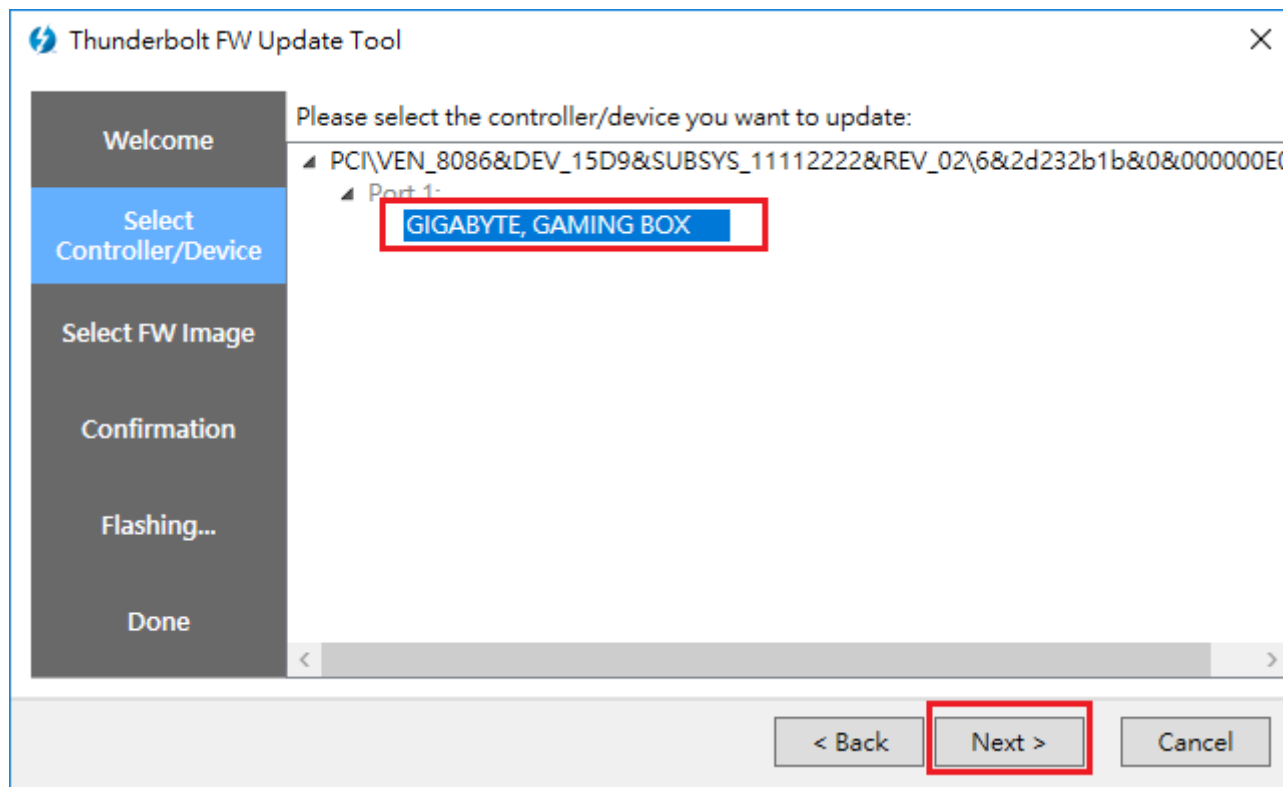 Thunderbolt FW Update Tool
Welcome
Select
Controller/Device
Select FW Image
Confirmation
Flashing...
Done
Please select the controller/device you want to update:
PCI\VEN_8086&DEV_15D9&SUBSYS_11112222&REV_02\6&2d232b1b&0&000000E0
Port 1:
GIGABYTE, GAMING BOX
< Back
Next >
Cancel